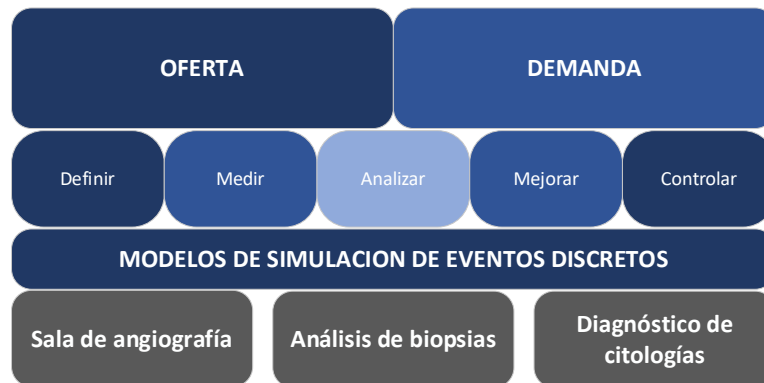 OFERTA
DEMANDA
Definir
Medir
Analizar
Mejorar
Controlar
MODELOS DE SIMULACION DE EVENTOS DISCRETOS
Sala de angiografía
Análisis de biopsias
Diagnóstico de
citologías